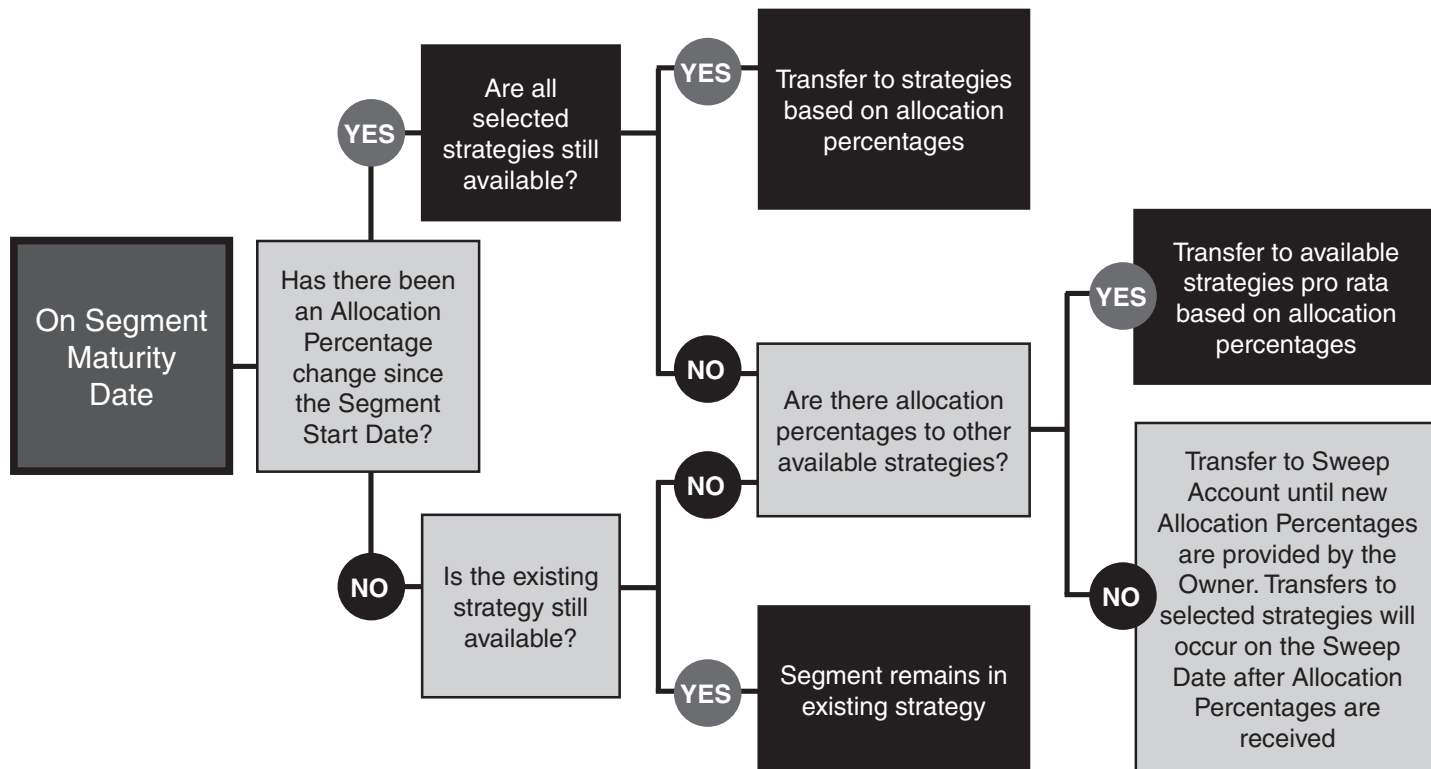 On Segment
Maturity
Date
Has there been
an Allocation
Percentage
change since
the Segment
Start Date?
YES
Are all
selected
strategies still
available?
YES
Transfer to strategies
based on allocation
percentages
NO
Is the existing
strategy still
available?
NO
NO
Are there allocation
percentages to other
available strategies?
YES
Segment remains in
existing strategy
YES
Transfer to available
strategies pro rata
based on allocation
percentages
NO
Transfer to Sweep
Account until new
Allocation Percentages
are provided by the
Owner. Transfers to
selected strategies will
occur on the Sweep
Date after Allocation
Percentages are
received